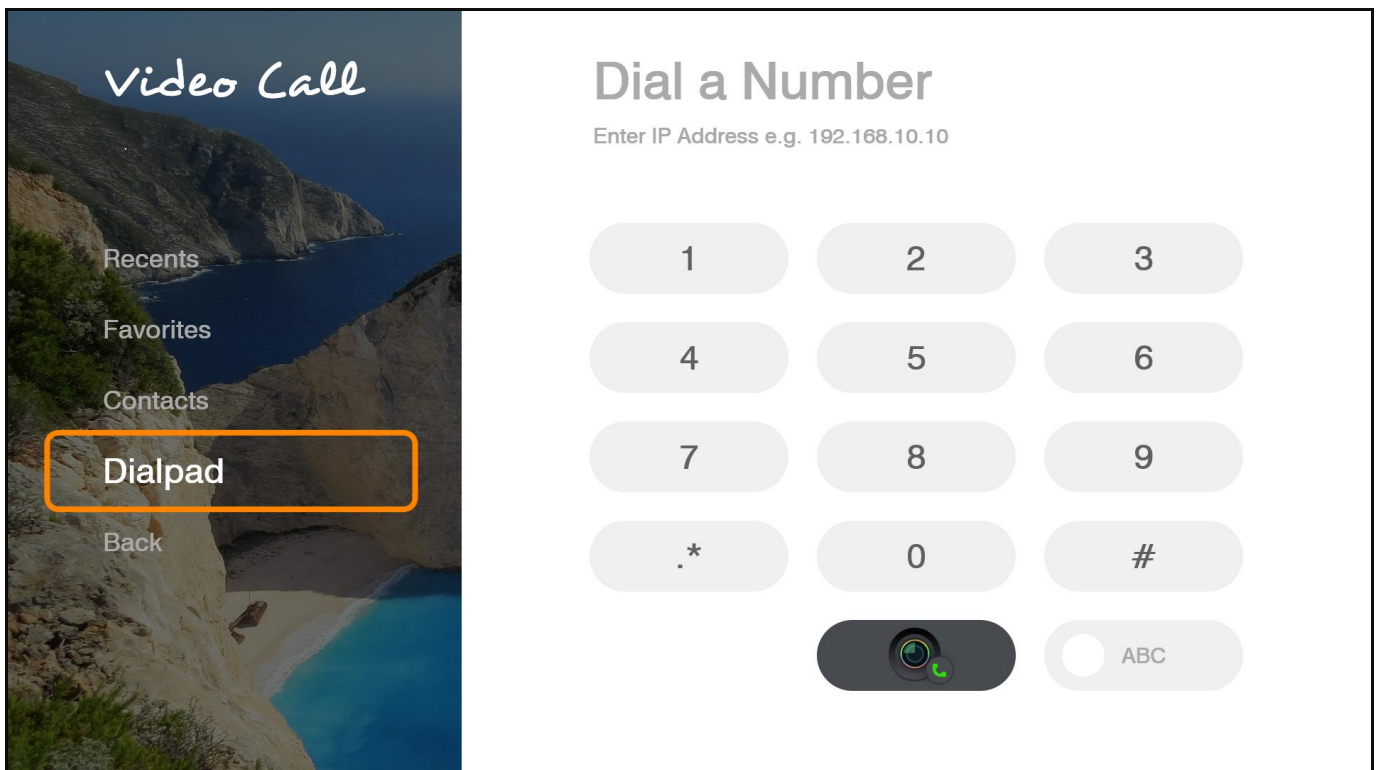 Video Call
Recents
Favorites
Contacts
Dialpad
Back
Dial a Number
Enter IP Address e.g. 192.168.10.10
1 2 3
4 5 6
7 8 9
.* 0 #
ABC